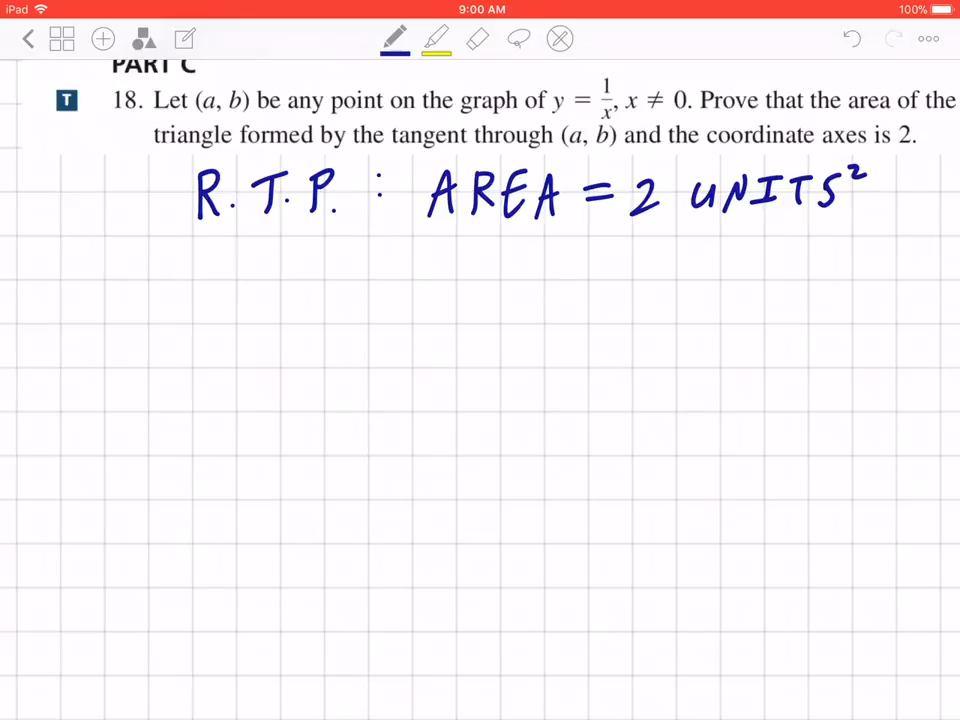 iPad 9:00 AM 100%
PART C
T 18. Let (a, b) be any point on the graph of y = 1/x, x ≠ 0. Prove that the area of the
triangle formed by the tangent through (a, b) and the coordinate axes is 2.
R.T.P. : AREA = 2 UNITS²